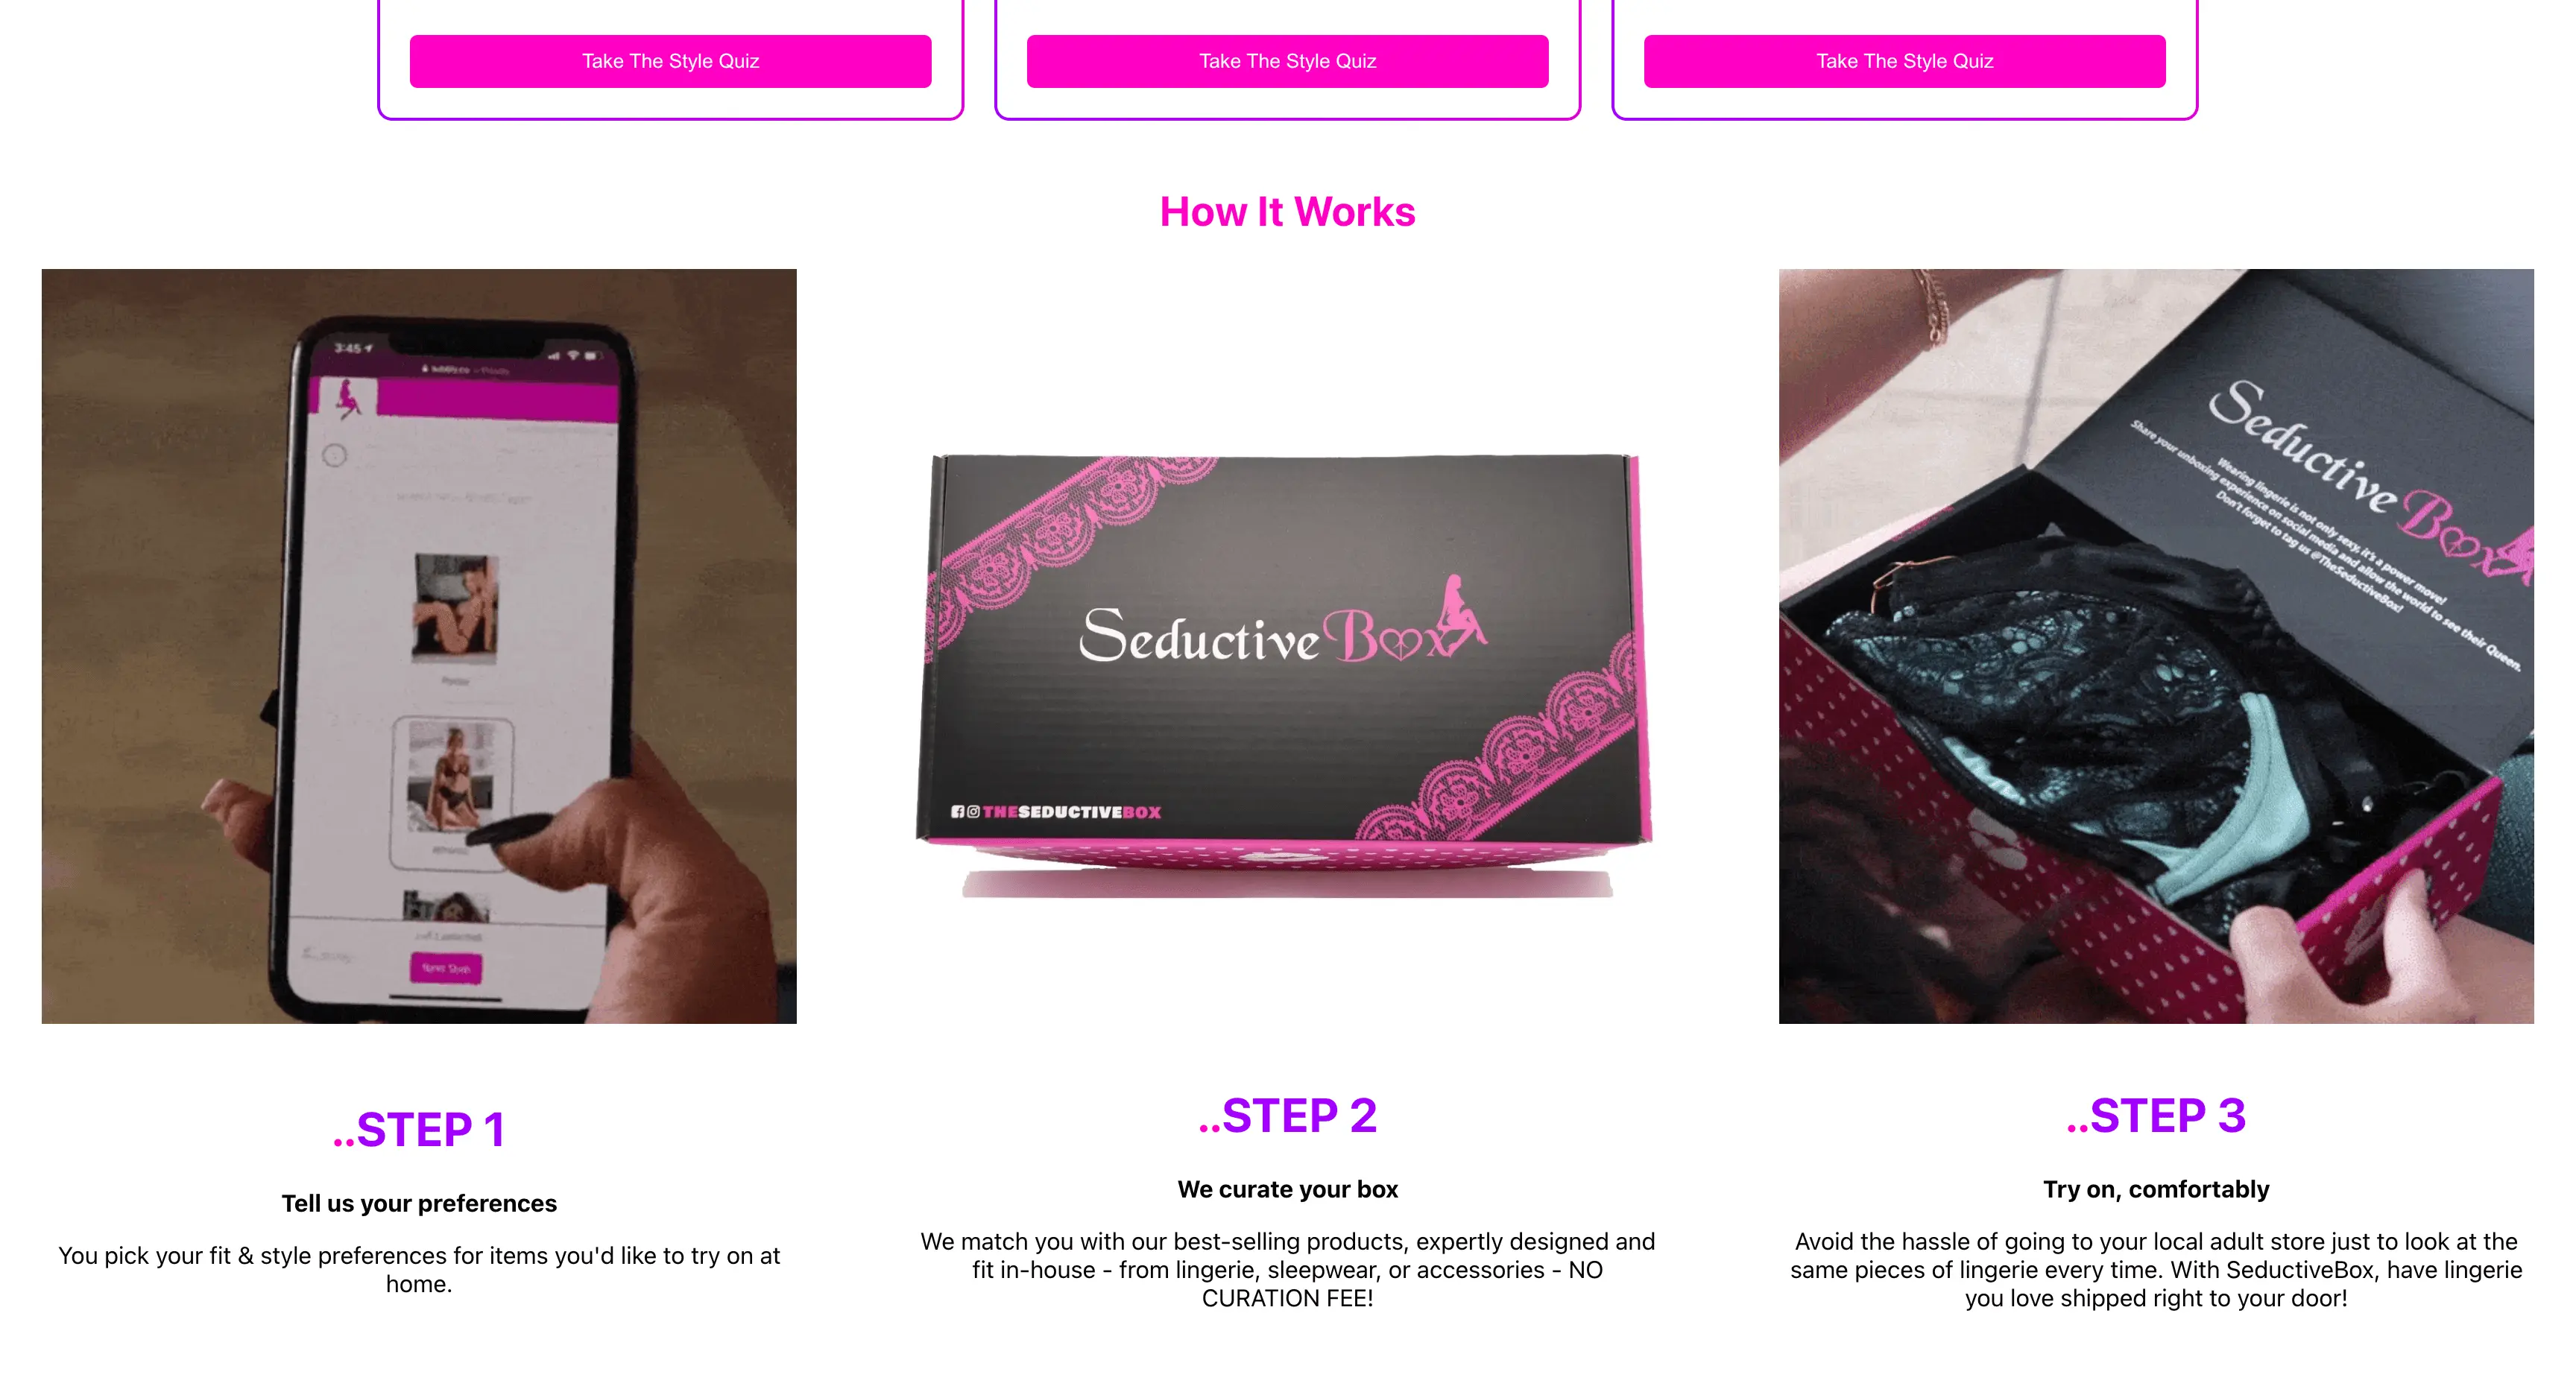 Take The Style Quiz
Take The Style Quiz
Take The Style Quiz
How It Works
3:45
Seductive Box
THESEDUCTIVEBOX
Seductive Box
Wearing lingerie is not only sexy, it's a power move!
Share your unboxing experience on social media and allow the world to see their Queen.
Don't forget to tag us @TheSeductiveBox!
..STEP 1
Tell us your preferences
You pick your fit & style preferences for items you'd like to try on at
home.
..STEP 2
We curate your box
We match you with our best-selling products, expertly designed and
fit in-house - from lingerie, sleepwear, or accessories - NO
CURATION FEE!
..STEP 3
Try on, comfortably
Avoid the hassle of going to your local adult store just to look at the
same pieces of lingerie every time. With SeductiveBox, have lingerie
you love shipped right to your door!